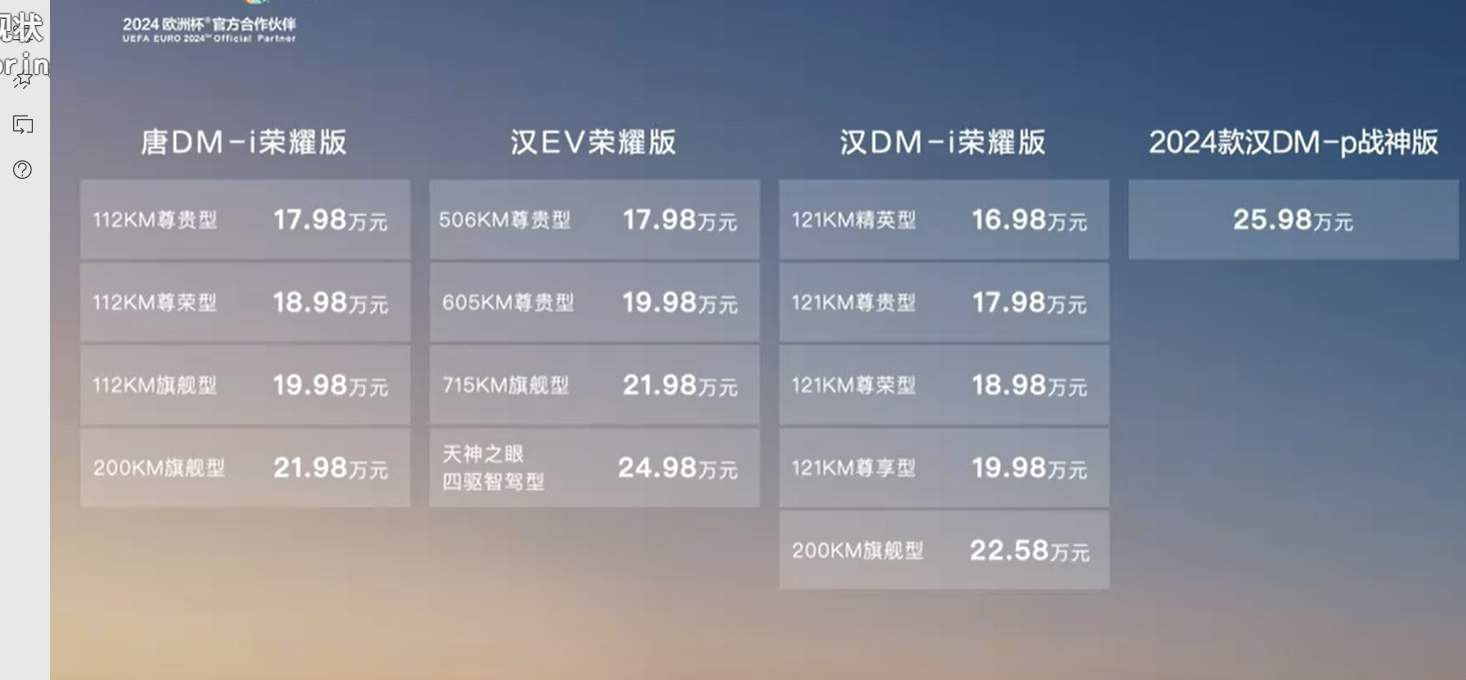 现状
2024 欧洲杯®官方合作伙伴
UEFA EURO 2024™ Official Partner
唐DM-i荣耀版
112KM尊贵型 17.98万元
112KM尊荣型 18.98万元
112KM旗舰型 19.98万元
200KM旗舰型 21.98万元
汉EV荣耀版
506KM尊贵型 17.98万元
605KM尊贵型 19.98万元
715KM旗舰型 21.98万元
天神之眼
四驱智驾型 24.98万元
汉DM-i荣耀版
121KM精英型 16.98万元
121KM尊贵型 17.98万元
121KM尊荣型 18.98万元
121KM尊享型 19.98万元
200KM旗舰型 22.58万元
2024款汉DM-p战神版
25.98万元